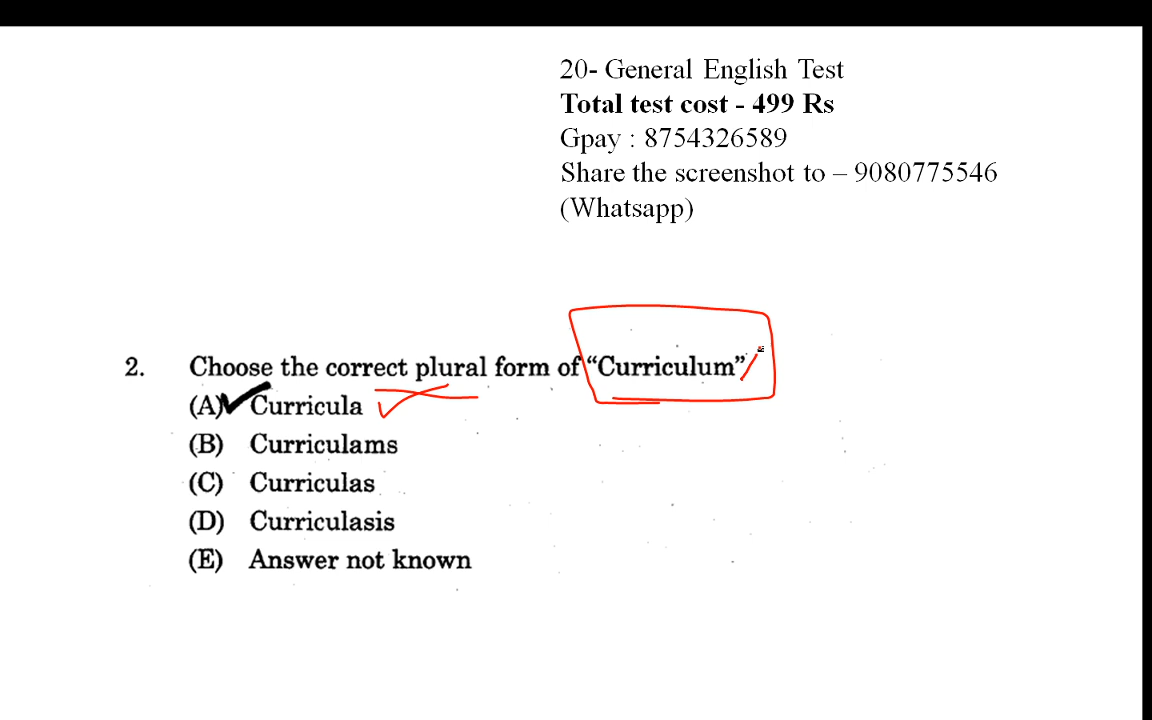 20- General English Test
Total test cost - 499 Rs
Gpay : 8754326589
Share the screenshot to – 9080775546
(Whatsapp)
2. Choose the correct plural form of “Curriculum”
(A) Curricula
(B) Curriculams
(C) Curriculas
(D) Curriculasis
(E) Answer not known